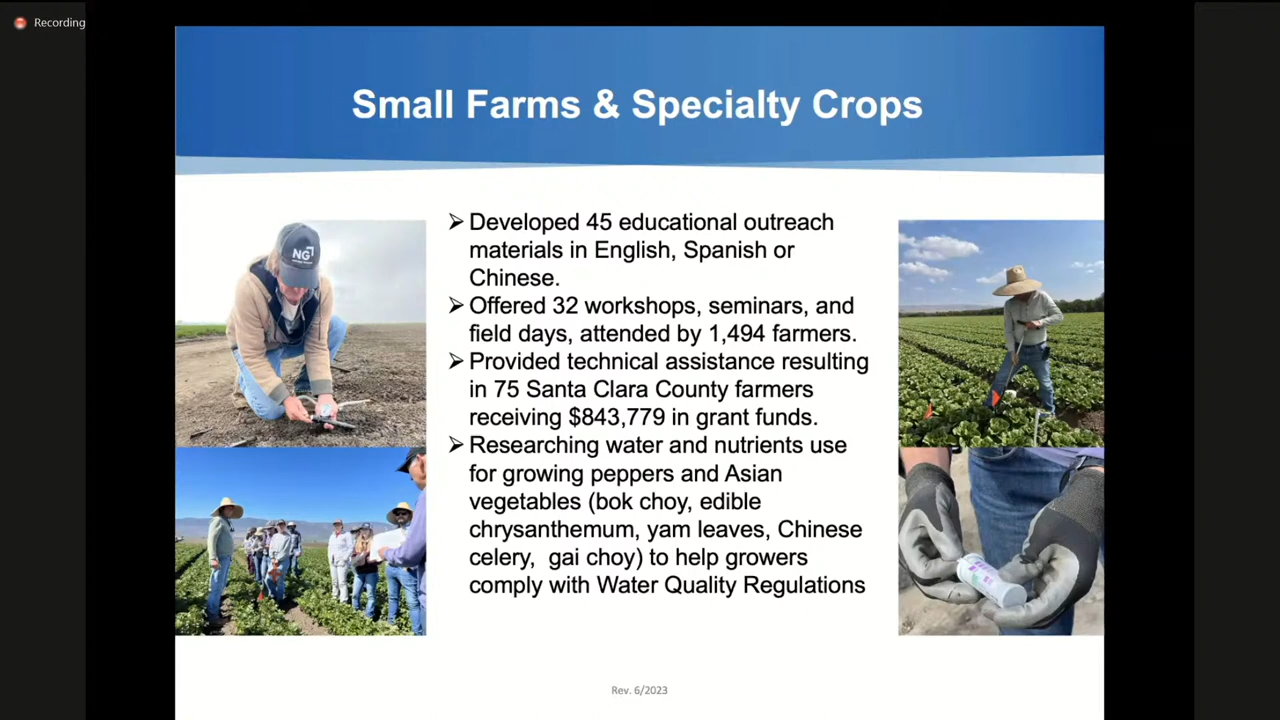 Recording
Small Farms & Specialty Crops
➢ Developed 45 educational outreach
materials in English, Spanish or
Chinese.
➢ Offered 32 workshops, seminars, and
field days, attended by 1,494 farmers.
➢ Provided technical assistance resulting
in 75 Santa Clara County farmers
receiving $843,779 in grant funds.
➢ Researching water and nutrients use
for growing peppers and Asian
vegetables (bok choy, edible
chrysanthemum, yam leaves, Chinese
celery, gai choy) to help growers
comply with Water Quality Regulations
NG
Rev. 6/2023